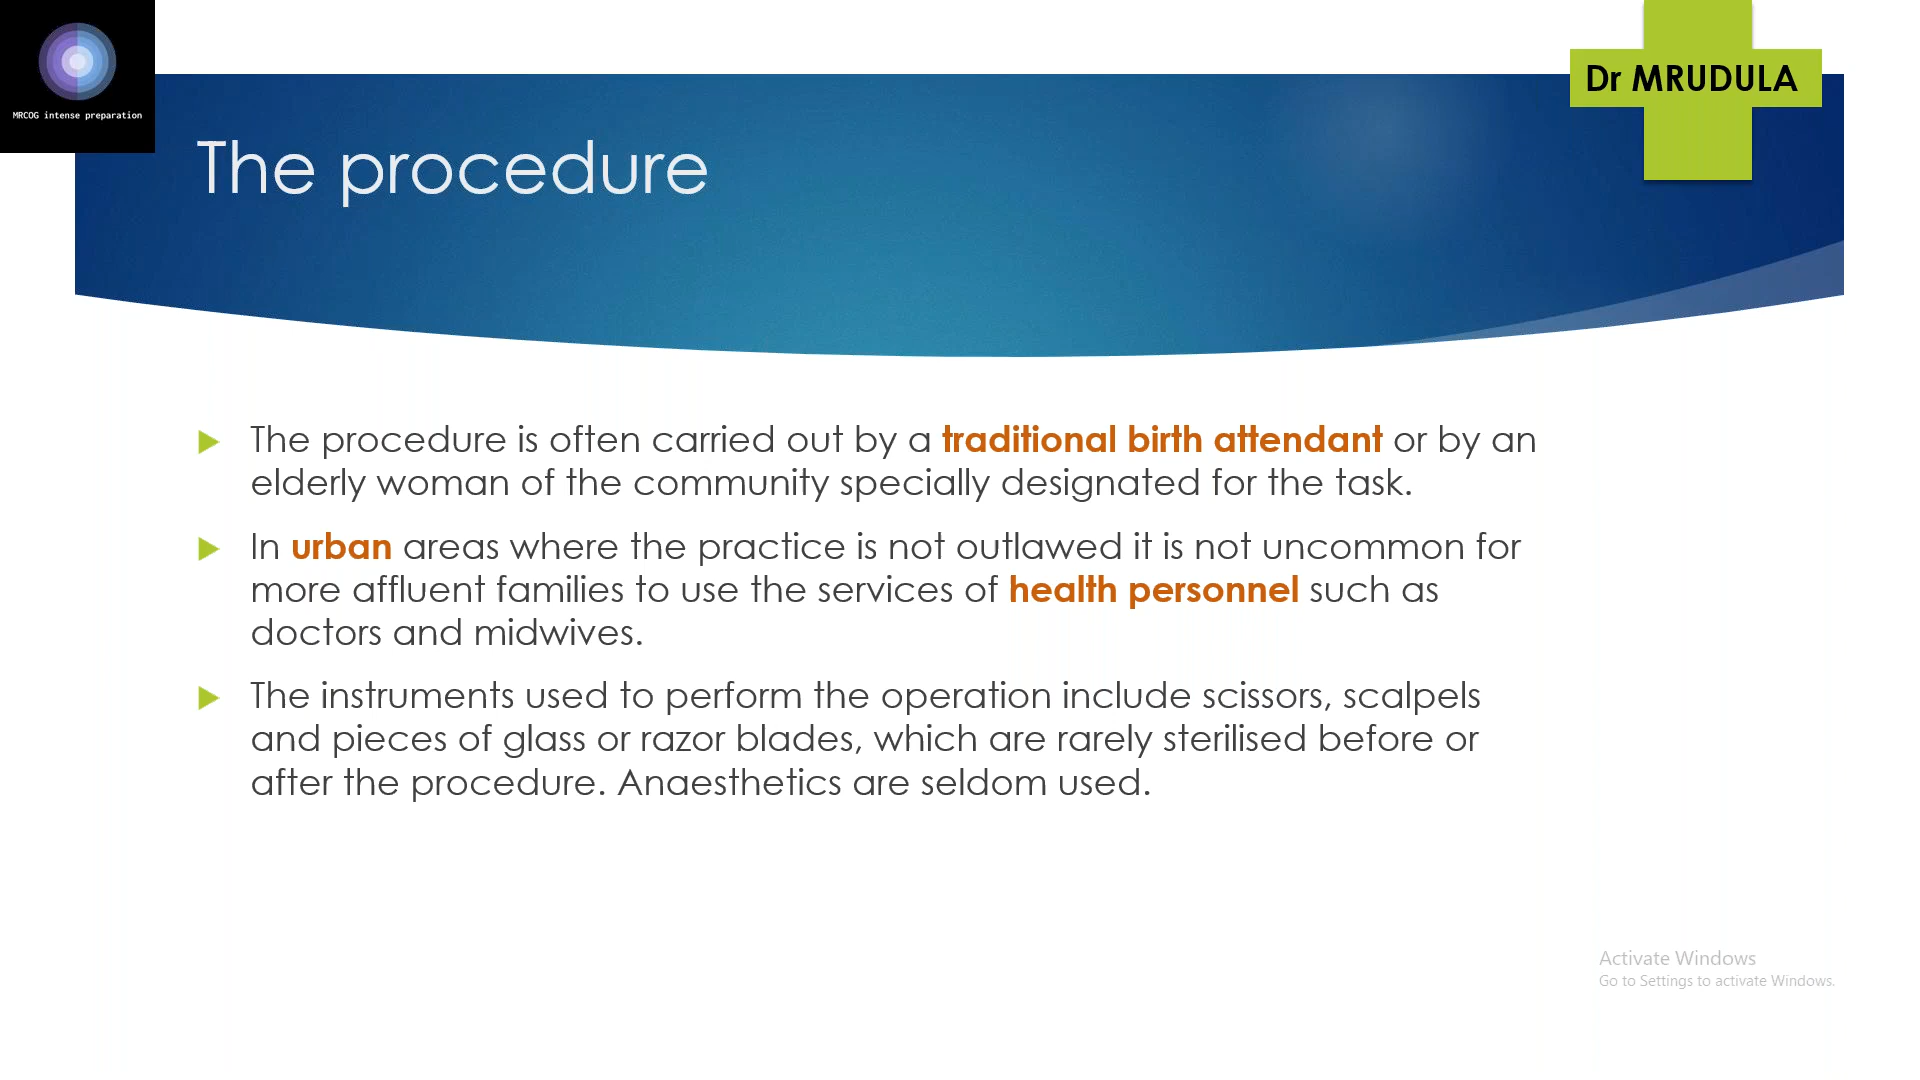 MRCOG intense preparation
Dr MRUDULA
The procedure
The procedure is often carried out by a traditional birth attendant or by an
elderly woman of the community specially designated for the task.
In urban areas where the practice is not outlawed it is not uncommon for
more affluent families to use the services of health personnel such as
doctors and midwives.
The instruments used to perform the operation include scissors, scalpels
and pieces of glass or razor blades, which are rarely sterilised before or
after the procedure. Anaesthetics are seldom used.
Activate Windows
Go to Settings to activate Windows.